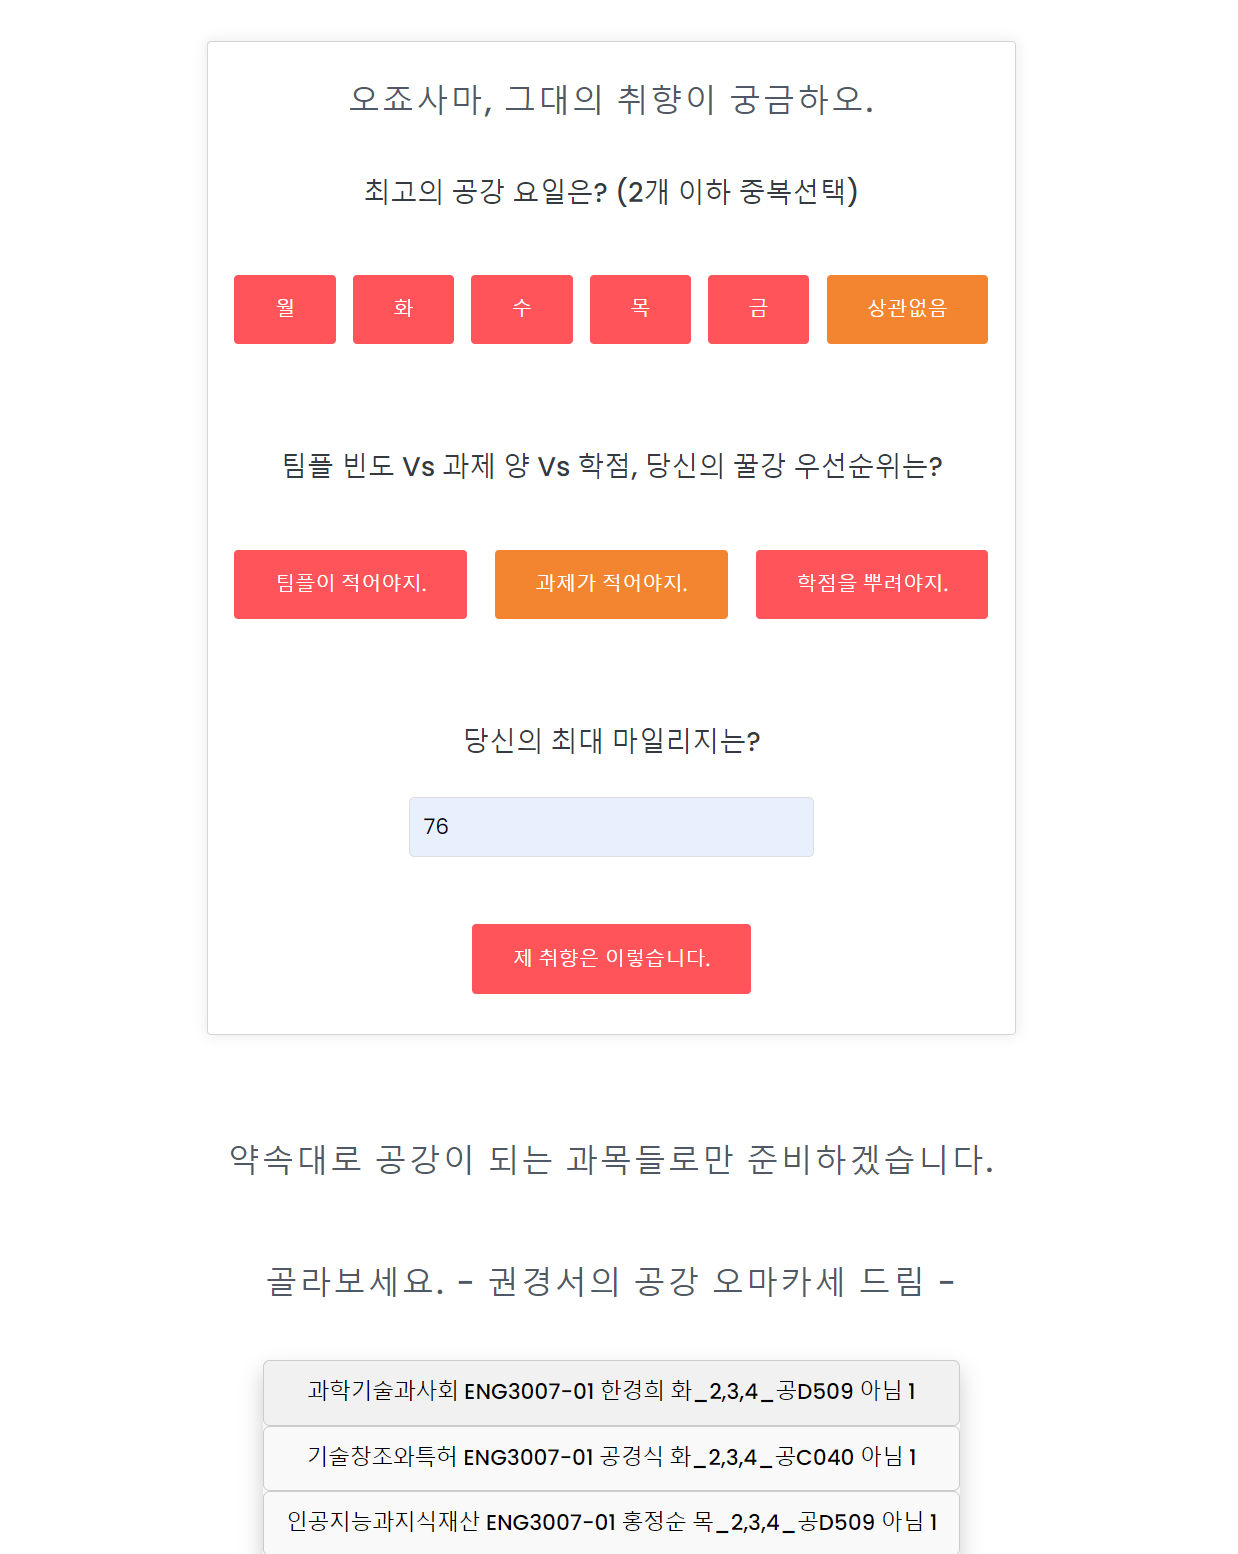 오죠사마, 그대의 취향이 궁금하오.
최고의 공강 요일은? (2개 이하 중복선택)
월 화 수 목 금 상관없음
팀플 빈도 Vs 과제 양 Vs 학점, 당신의 꿀강 우선순위는?
팀플이 적어야지. 과제가 적어야지. 학점을 뿌려야지.
당신의 최대 마일리지는?
76
제 취향은 이렇습니다.
약속대로 공강이 되는 과목들로만 준비하겠습니다.
골라보세요. - 권경서의 공강 오마카세 드림 -
과학기술과사회 ENG3007-01 한경희 화_2,3,4_공D509 아님 1
기술창조와특허 ENG3007-01 공경식 화_2,3,4_공C040 아님 1
인공지능과지식재산 ENG3007-01 홍정순 목_2,3,4_공D509 아님 1